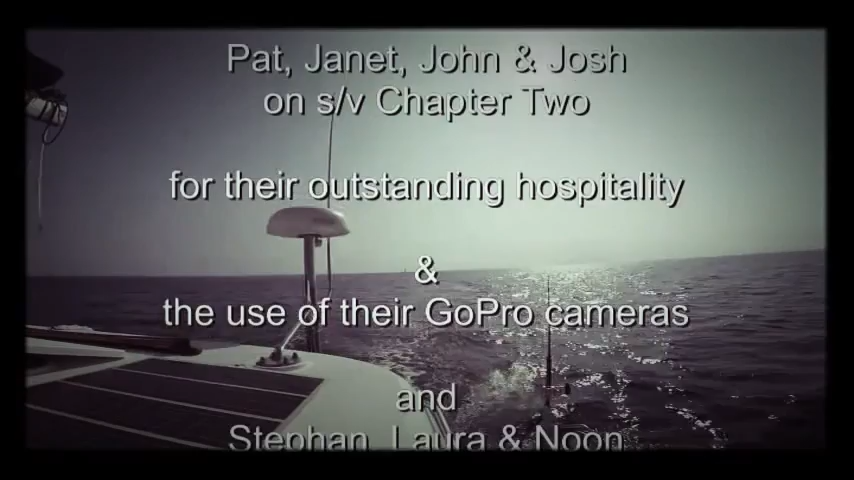 Pat, Janet, John & Josh
on s/v Chapter Two
for their outstanding hospitality
&
the use of their GoPro cameras
and
Stephan, Laura & Noon